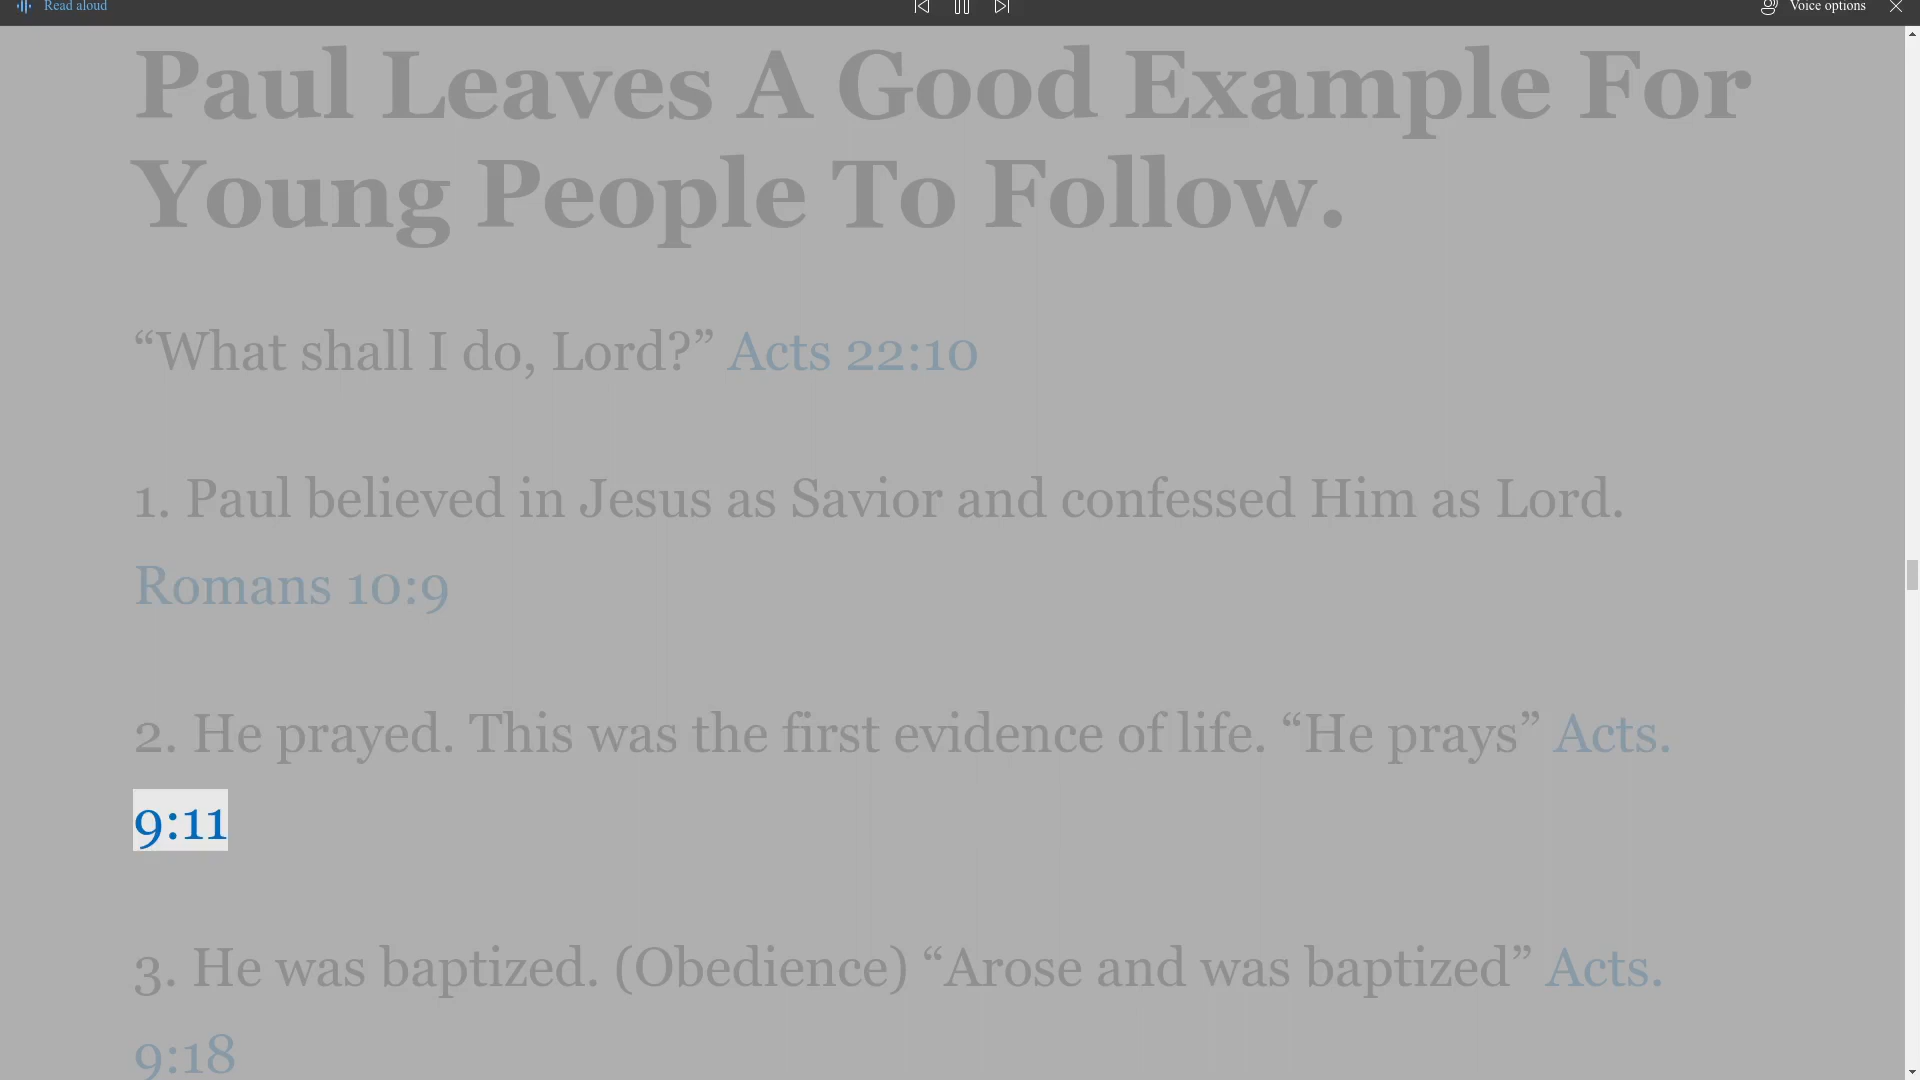 Read aloud
Voice options
Paul Leaves A Good Example For
Young People To Follow.
“What shall I do, Lord?” Acts 22:10
1. Paul believed in Jesus as Savior and confessed Him as Lord.
Romans 10:9
2. He prayed. This was the first evidence of life. “He prays” Acts.
9:11
3. He was baptized. (Obedience) “Arose and was baptized” Acts.
9:18